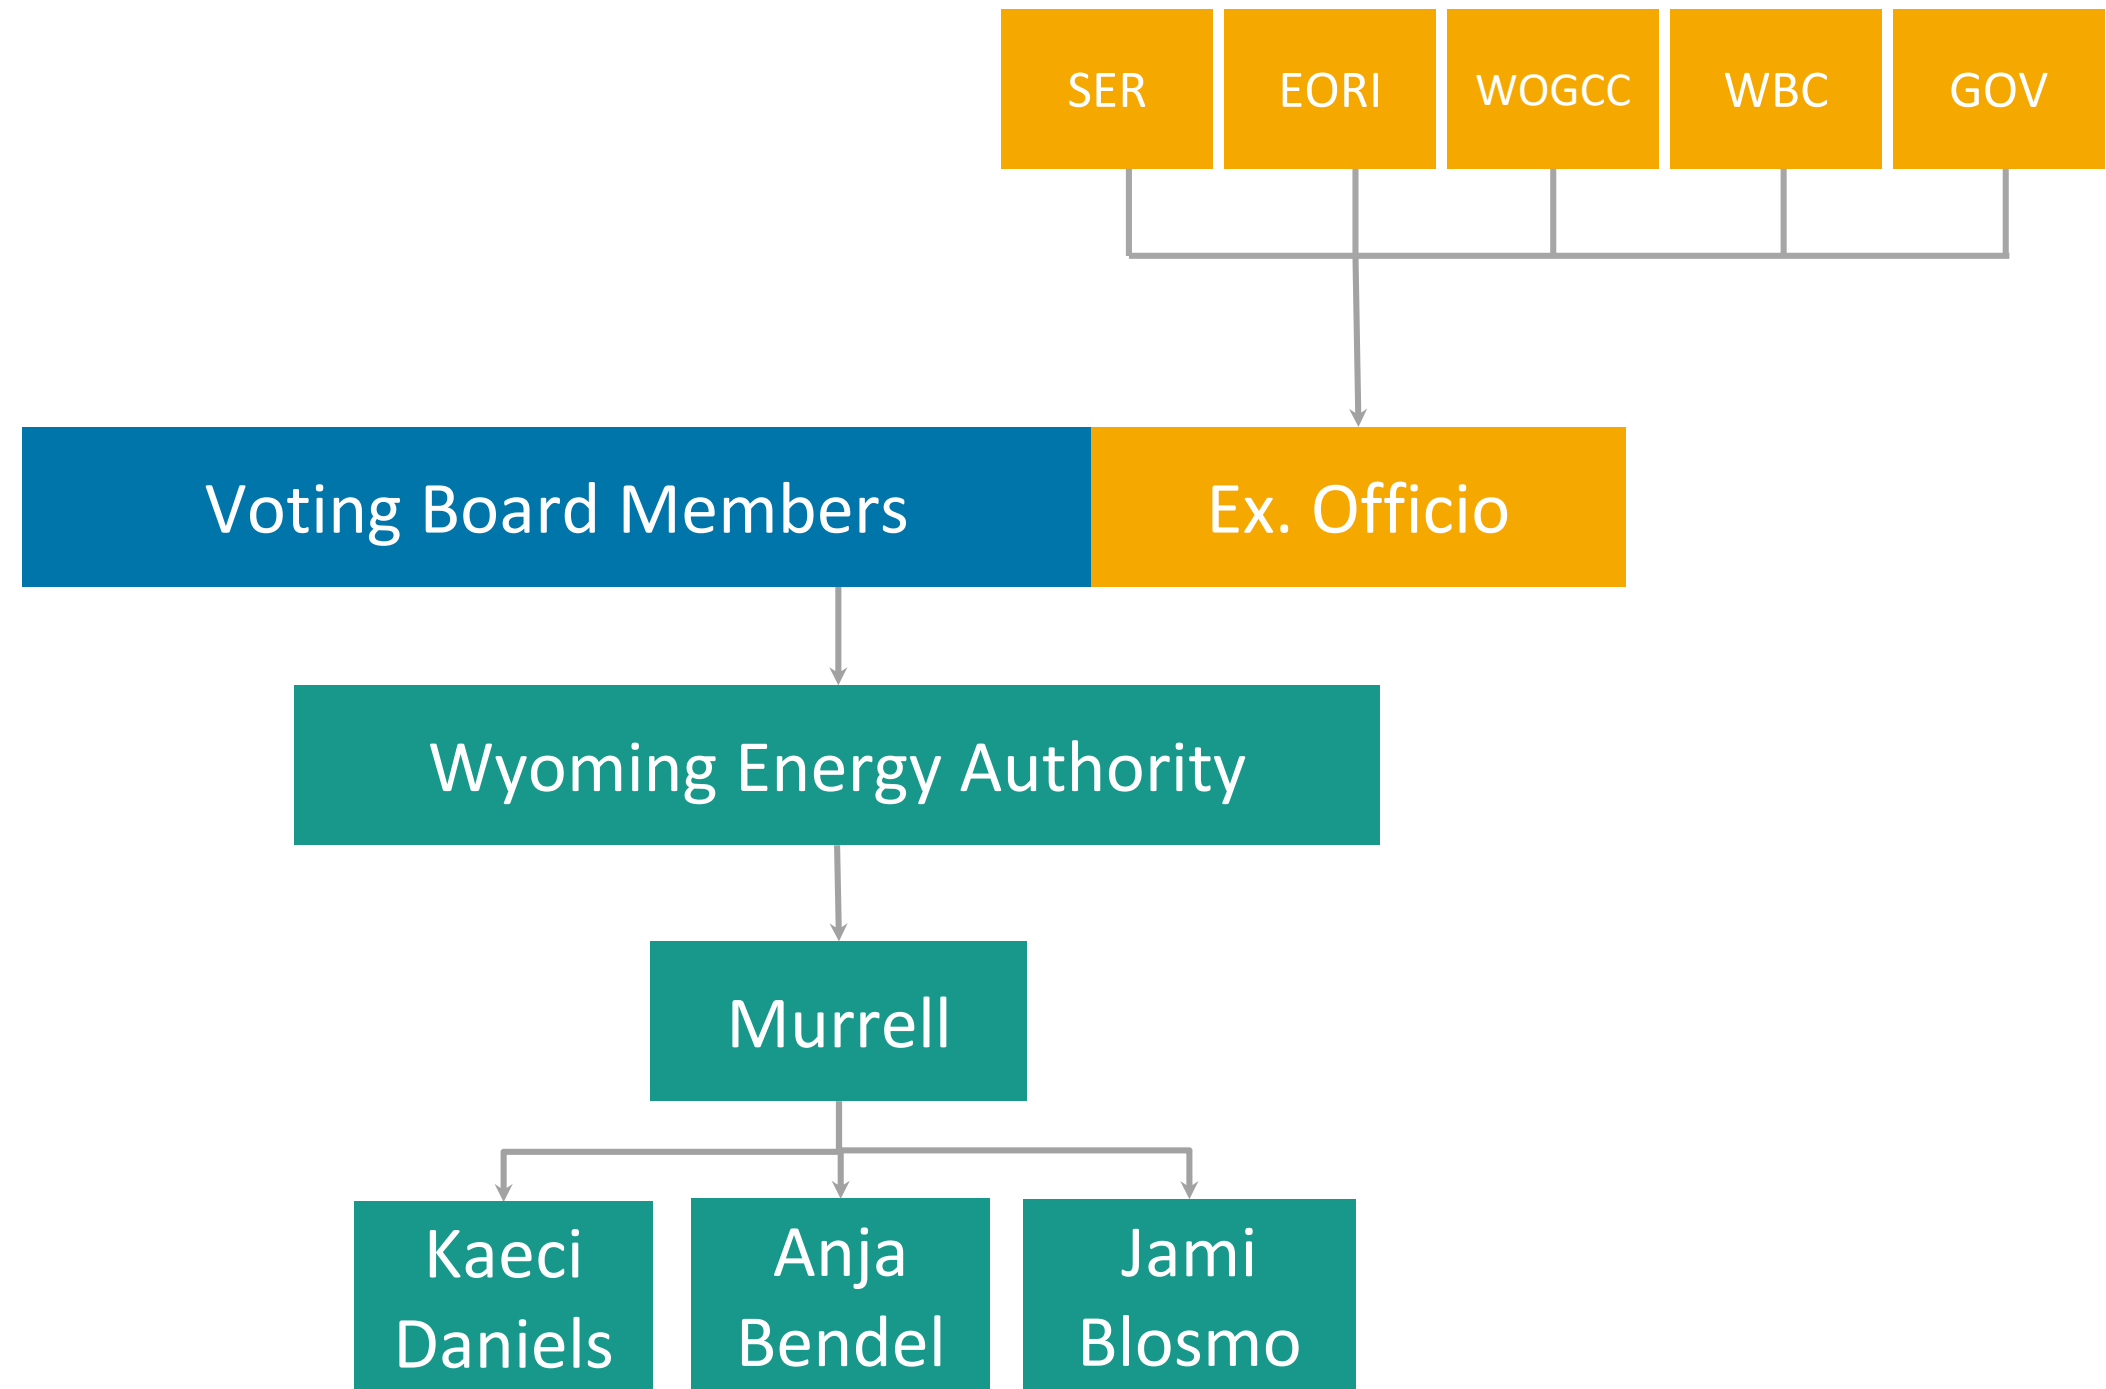 SER
EORI
WOGCC
WBC
GOV
Voting Board Members
Ex. Officio
Wyoming Energy Authority
Murrell
Kaeci
Daniels
Anja
Bendel
Jami
Blosmo